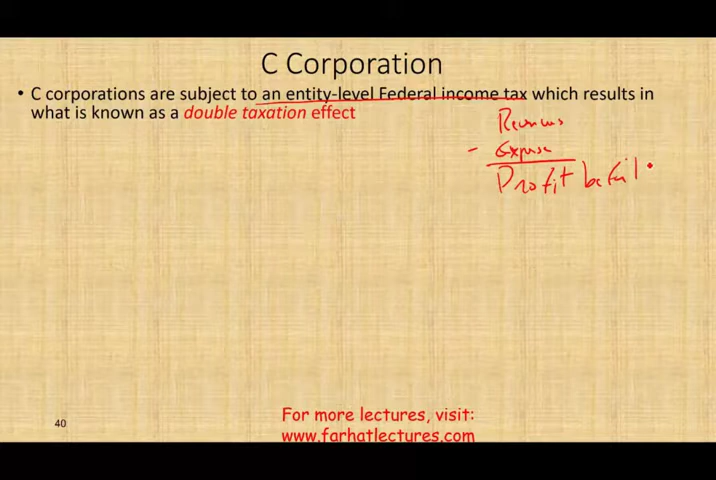 C Corporation
• C corporations are subject to an entity-level Federal income tax which results in
what is known as a double taxation effect
Revenues
- Expense
Profit
40
For more lectures, visit:
www.farhatlectures.com